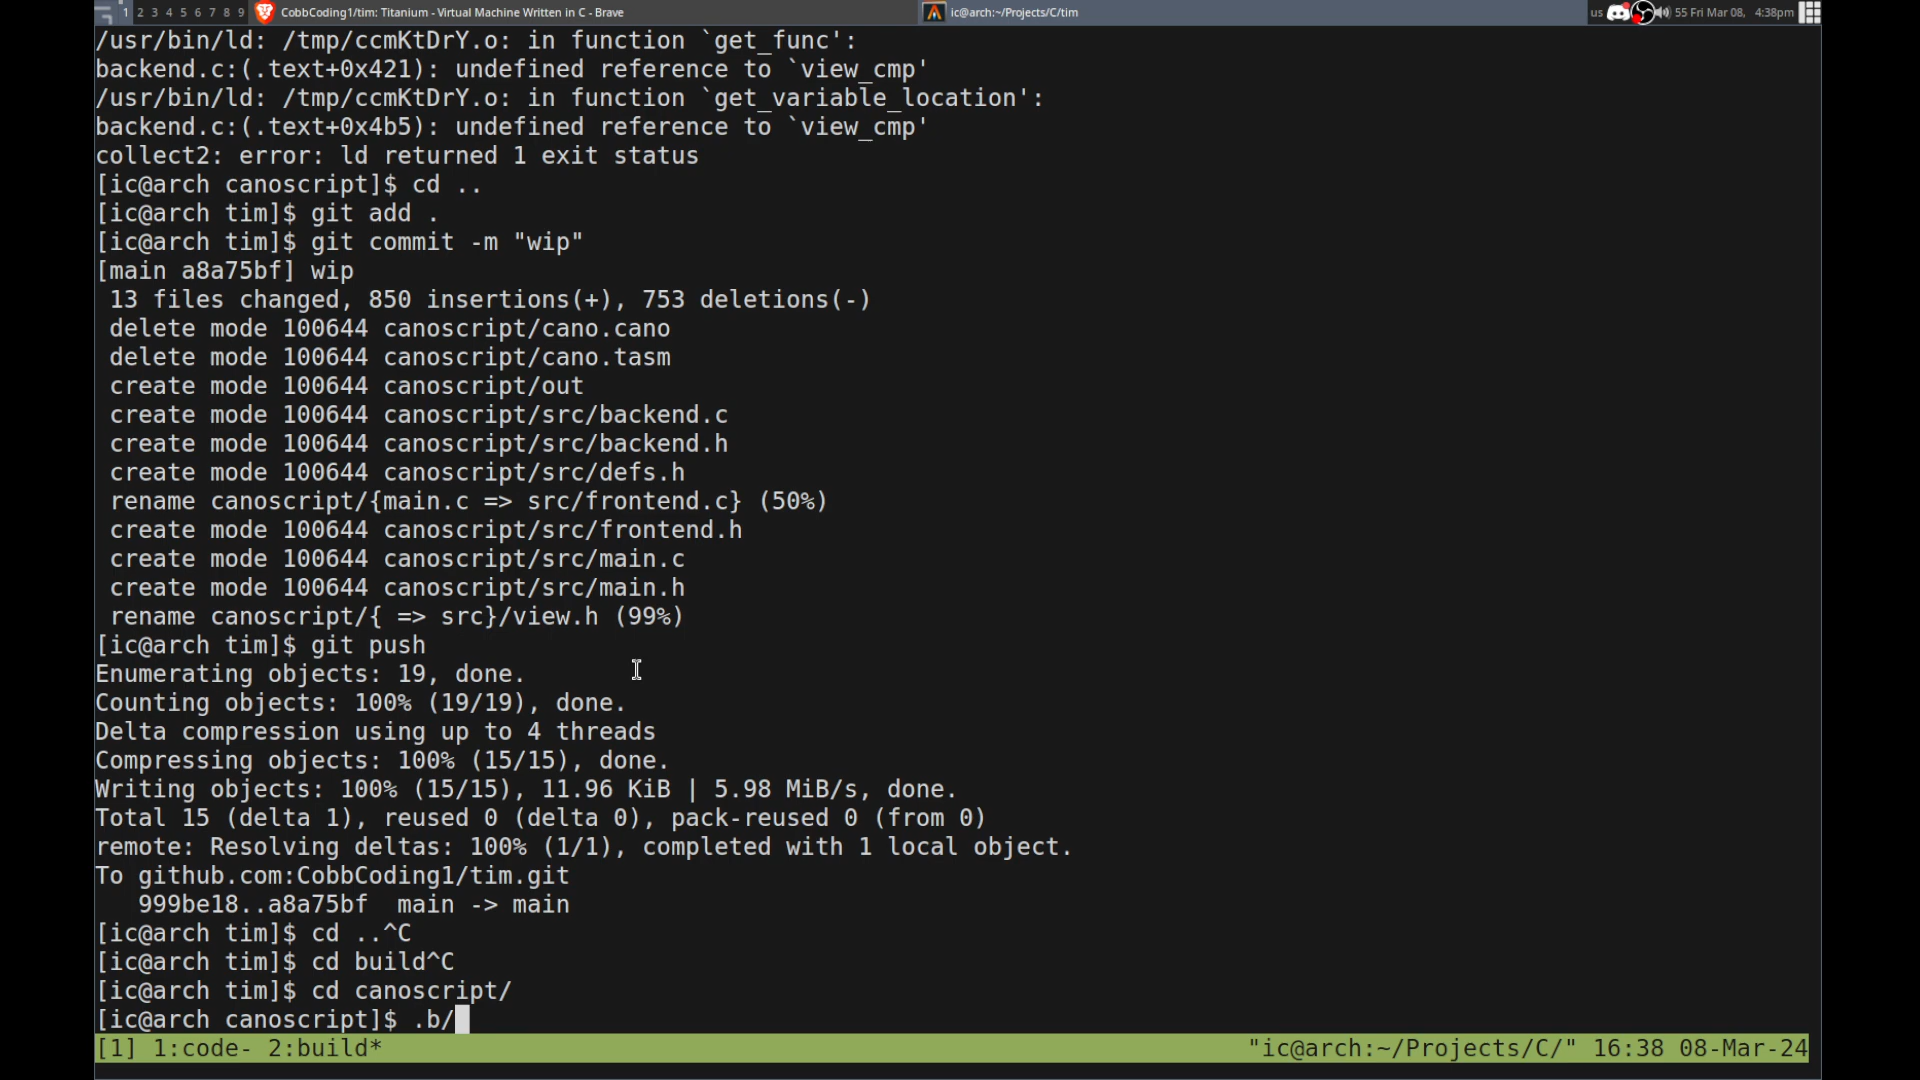 1 2 3 4 5 6 7 8 9 CobbCoding1/tim: Titanium - Virtual Machine Written in C - Brave ic@arch:~/Projects/C/tim us 55 Fri Mar 08, 4:38pm
/usr/bin/ld: /tmp/ccmKtDrY.o: in function `get_func':
backend.c:(.text+0x421): undefined reference to `view_cmp'
/usr/bin/ld: /tmp/ccmKtDrY.o: in function `get_variable_location':
backend.c:(.text+0x4b5): undefined reference to `view_cmp'
collect2: error: ld returned 1 exit status
[ic@arch canoscript]$ cd ..
[ic@arch tim]$ git add .
[ic@arch tim]$ git commit -m "wip"
[main a8a75bf] wip
 13 files changed, 850 insertions(+), 753 deletions(-)
 delete mode 100644 canoscript/cano.cano
 delete mode 100644 canoscript/cano.tasm
 create mode 100644 canoscript/out
 create mode 100644 canoscript/src/backend.c
 create mode 100644 canoscript/src/backend.h
 create mode 100644 canoscript/src/defs.h
 rename canoscript/{main.c => src/frontend.c} (50%)
 create mode 100644 canoscript/src/frontend.h
 create mode 100644 canoscript/src/main.c
 create mode 100644 canoscript/src/main.h
 rename canoscript/{ => src}/view.h (99%)
[ic@arch tim]$ git push
Enumerating objects: 19, done.
Counting objects: 100% (19/19), done.
Delta compression using up to 4 threads
Compressing objects: 100% (15/15), done.
Writing objects: 100% (15/15), 11.96 KiB | 5.98 MiB/s, done.
Total 15 (delta 1), reused 0 (delta 0), pack-reused 0 (from 0)
remote: Resolving deltas: 100% (1/1), completed with 1 local object.
To github.com:CobbCoding1/tim.git
   999be18..a8a75bf  main -> main
[ic@arch tim]$ cd ..^C
[ic@arch tim]$ cd build^C
[ic@arch tim]$ cd canoscript/
[ic@arch canoscript]$ .b/
[1] 1:code- 2:build* "ic@arch:~/Projects/C/" 16:38 08-Mar-24